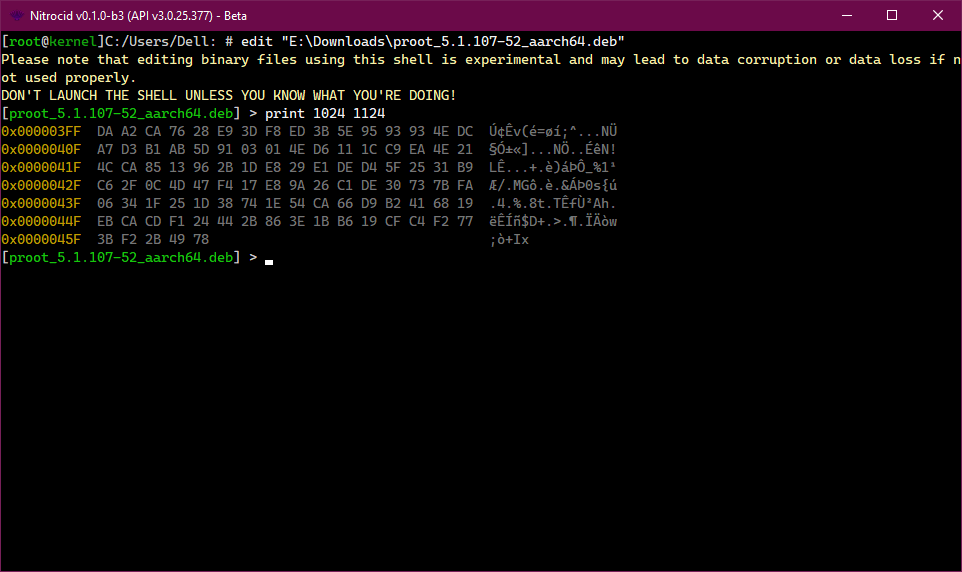 Nitrocid v0.1.0-b3 (API v3.0.25.377) - Beta
[root@kernel]C:/Users/Dell: # edit "E:\Downloads\proot_5.1.107-52_aarch64.deb"
Please note that editing binary files using this shell is experimental and may lead to data corruption or data loss if n
ot used properly.
DON'T LAUNCH THE SHELL UNLESS YOU KNOW WHAT YOU'RE DOING!
[proot_5.1.107-52_aarch64.deb] > print 1024 1124
0x000003FF  DA A2 CA 76 28 E9 3D F8 ED 3B 5E 95 93 93 4E DC  Ú¢Êv(é=øí;^...NÜ
0x0000040F  A7 D3 B1 AB 5D 91 03 01 4E D6 11 1C C9 EA 4E 21  §Ó±«]...NÖ..ÉêN!
0x0000041F  4C CA 85 13 96 2B 1D E8 29 E1 DE D4 5F 25 31 B9  LÊ...+.è)áÞÔ_%1¹
0x0000042F  C6 2F 0C 4D 47 F4 17 E8 9A 26 C1 DE 30 73 7B FA  Æ/.MGô.è.&ÁÞ0s{ú
0x0000043F  06 34 1F 25 1D 38 74 1E 54 CA 66 D9 B2 41 68 19  .4.%.8t.TÊfÙ²Ah.
0x0000044F  EB CA CD F1 24 44 2B 86 3E 1B B6 19 CF C4 F2 77  ëÊÍñ$D+.>.¶.ÏÄòw
0x0000045F  3B F2 2B 49 78  ;ò+Ix
[proot_5.1.107-52_aarch64.deb] >